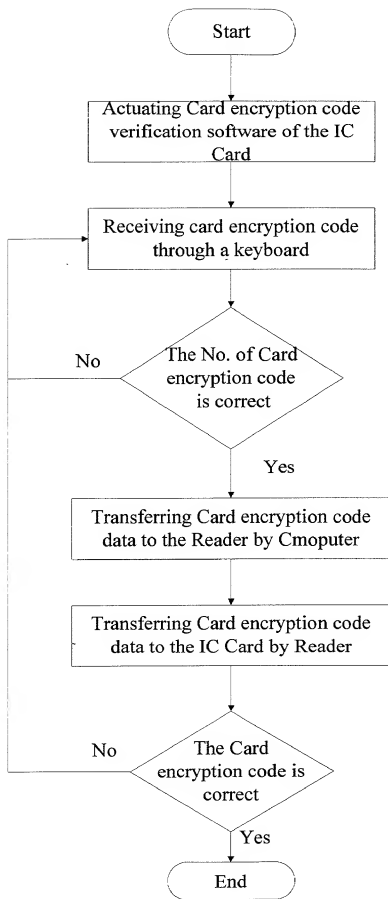 Start
Actuating Card encryption code
verification software of the IC
Card
Receiving card encryption code
through a keyboard
No
The No. of Card
encryption code
is correct
Yes
Transferring Card encryption code
data to the Reader by Cmoputer
Transferring Card encryption code
data to the IC Card by Reader
No
The Card
encryption code is
correct
Yes
End